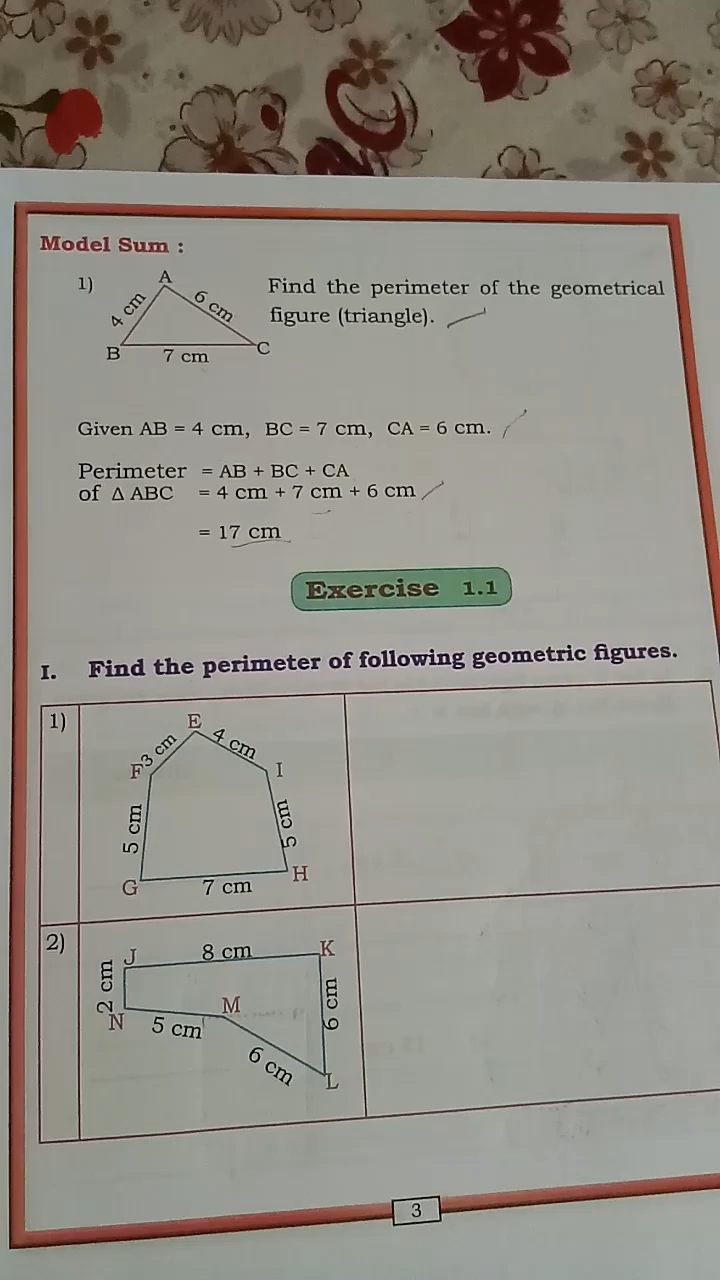 Model Sum :
1)
A
4 cm
6 cm
B
7 cm
C
Find the perimeter of the geometrical
figure (triangle).
Given AB = 4 cm, BC = 7 cm, CA = 6 cm.
Perimeter = AB + BC + CA
of Δ ABC = 4 cm + 7 cm + 6 cm
= 17 cm
Exercise 1.1
I. Find the perimeter of following geometric figures.
1)
E
3 cm
4 cm
F
I
5 cm
5 cm
G
7 cm
H
2)
J
8 cm
K
2 cm
6 cm
N
5 cm
M
6 cm
L
3